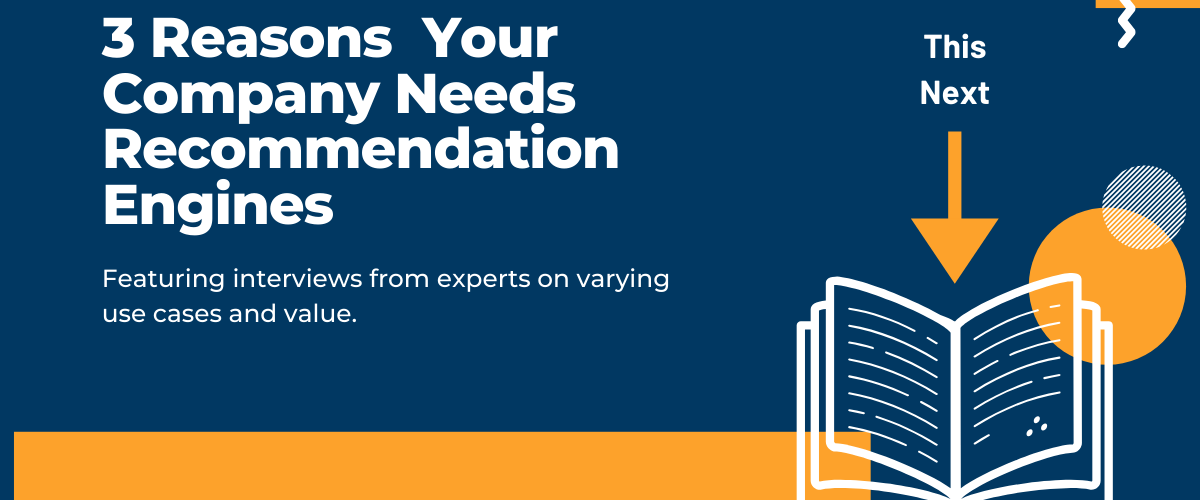 3 Reasons  Your
Company Needs
Recommendation
Engines
Featuring interviews from experts on varying
use cases and value.
This
Next